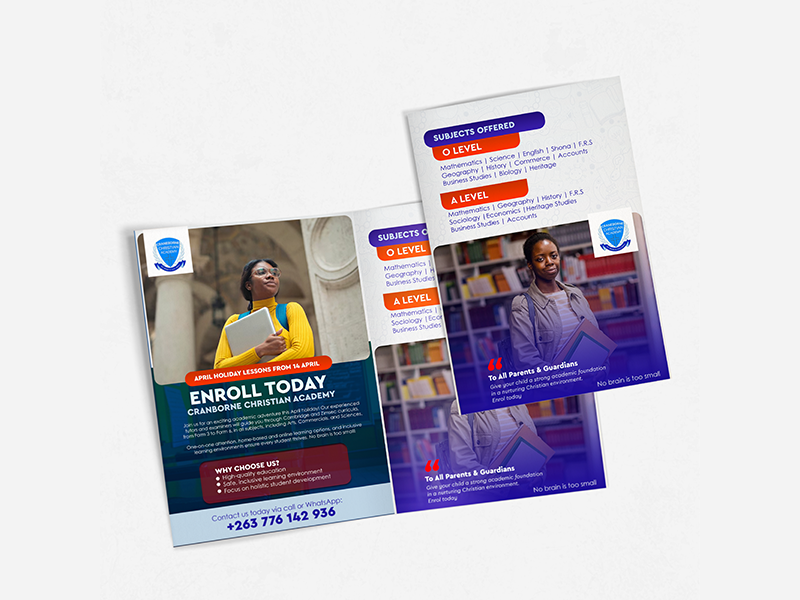 SUBJECTS OFFERED
O LEVEL
Mathematics | Science | English | Shona | F.R.S
Geography | History | Commerce | Accounts
Business Studies | Biology | Heritage
A LEVEL
Mathematics | Geography | History | F.R.S
Sociology |Economics |Heritage Studies
Business Studies | Accounts
CRANBORNE
CHRISTIAN
ACADEMY
To All Parents & Guardians
Give your child a strong academic foundation
in a nurturing Christian environment.
Enrol today
No brain is too small
CRANBORNE
CHRISTIAN
ACADEMY
APRIL HOLIDAY LESSONS FROM 14 APRIL
ENROLL TODAY
CRANBORNE CHRISTIAN ACADEMY
Join us for an exciting academic adventure this April holiday! Our experienced
tutors and examiners will guide you through Cambridge and Zimsec curricula,
from Form 3 to Form 6, in all subjects, including Arts, Commercials, and Sciences.
One-on-one attention, home-based and online learning options, and inclusive
learning environments ensure every student thrives. No brain is too small!
WHY CHOOSE US?
High-quality education
Safe, inclusive learning environment
Focus on holistic student development
Contact us today via call or WhatsApp:
+263 776 142 936
SUBJECTS O
O LEVEL
Mathematics |
Geography | H
Business Studies
A LEVEL
Mathematics |
Sociology |Econ
Business Studies
To All Parents & Guardians
Give your child a strong academic foundation
in a nurturing Christian environment.
Enrol today
No brain is too small